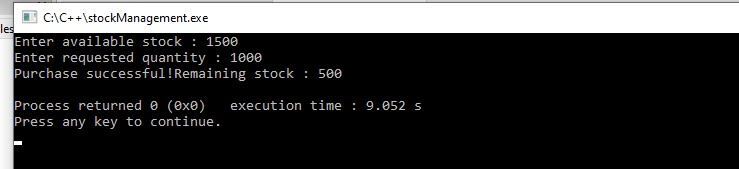 C:\C++\stockManagement.exe
les
Enter available stock : 1500
Enter requested quantity : 1000
Purchase successful!Remaining stock : 500
Process returned 0 (0x0)   execution time : 9.052 s
Press any key to continue.